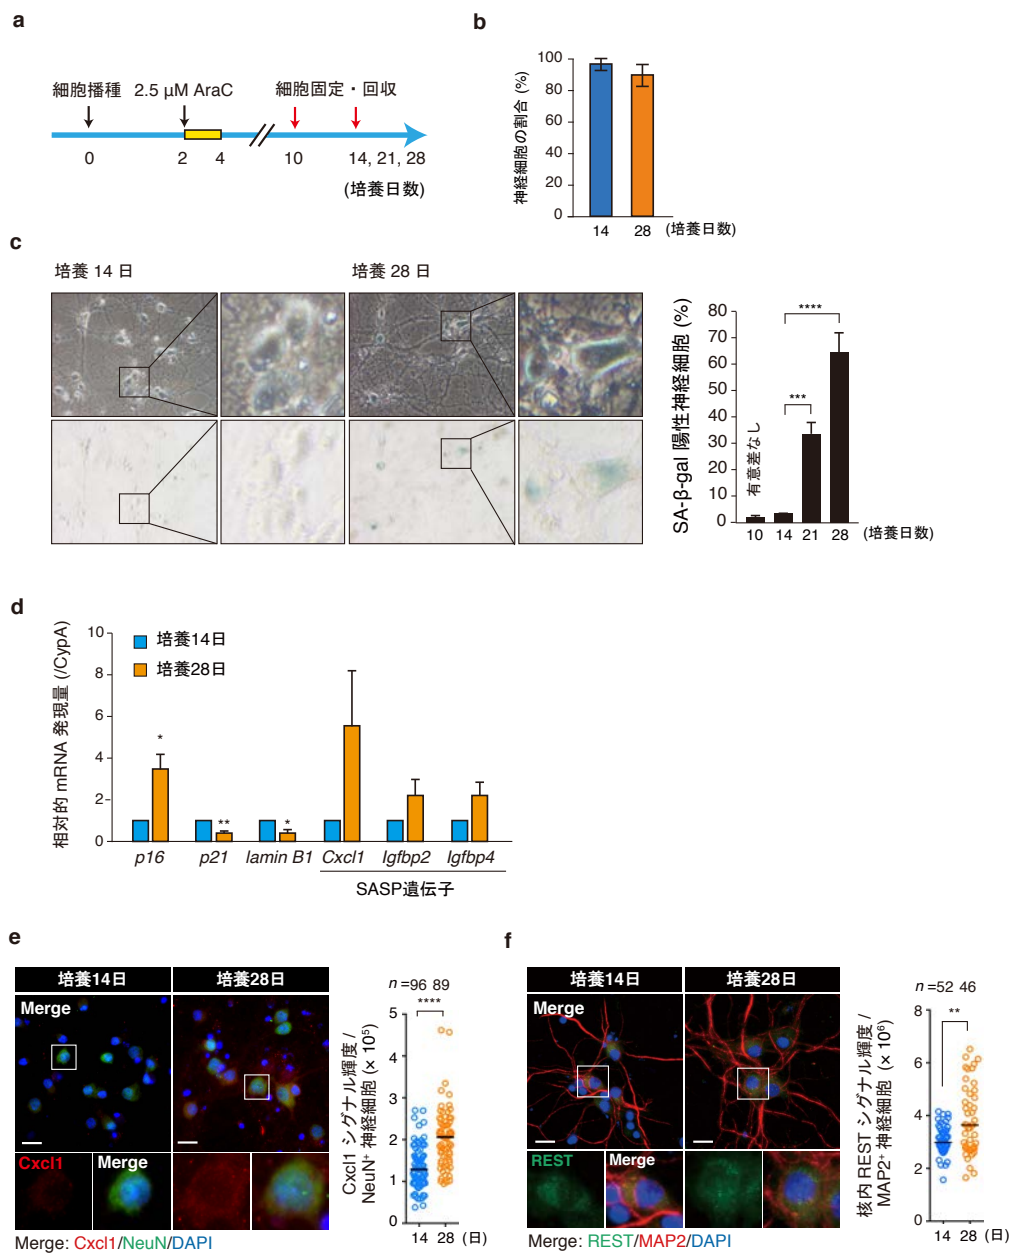 a
細胞播種
2.5 μM AraC
細胞固定・回収
0
2
4
10
14, 21, 28
(培養日数)
b
神経細胞の割合 (%)
100
80
60
40
20
0
14
28
(培養日数)
c
培養 14 日
培養 28 日
SA-β-gal 陽性神経細胞 (%)
80
70
60
50
40
30
20
10
0
****
***
有意差なし
10
14
21
28
(培養日数)
d
相対的 mRNA 発現量 (/CypA)
10
8
6
4
2
0
培養14日
培養28日
*
**
*
p16
p21
lamin B1
Cxcl1
Igfbp2
Igfbp4
SASP遺伝子
e
培養14日
培養28日
Merge
Cxcl1
Merge
Merge: Cxcl1/NeuN/DAPI
n =96 89
****
Cxcl1 シグナル輝度 /
NeuN+ 神経細胞 (× 10⁵)
5
4
3
2
1
0
14
28
(日)
f
培養14日
培養28日
Merge
REST
Merge
Merge: REST/MAP2/DAPI
n =52 46
**
核内 REST シグナル輝度 /
MAP2⁺ 神経細胞 (× 10⁶)
8
6
4
2
0
14
28
(日)